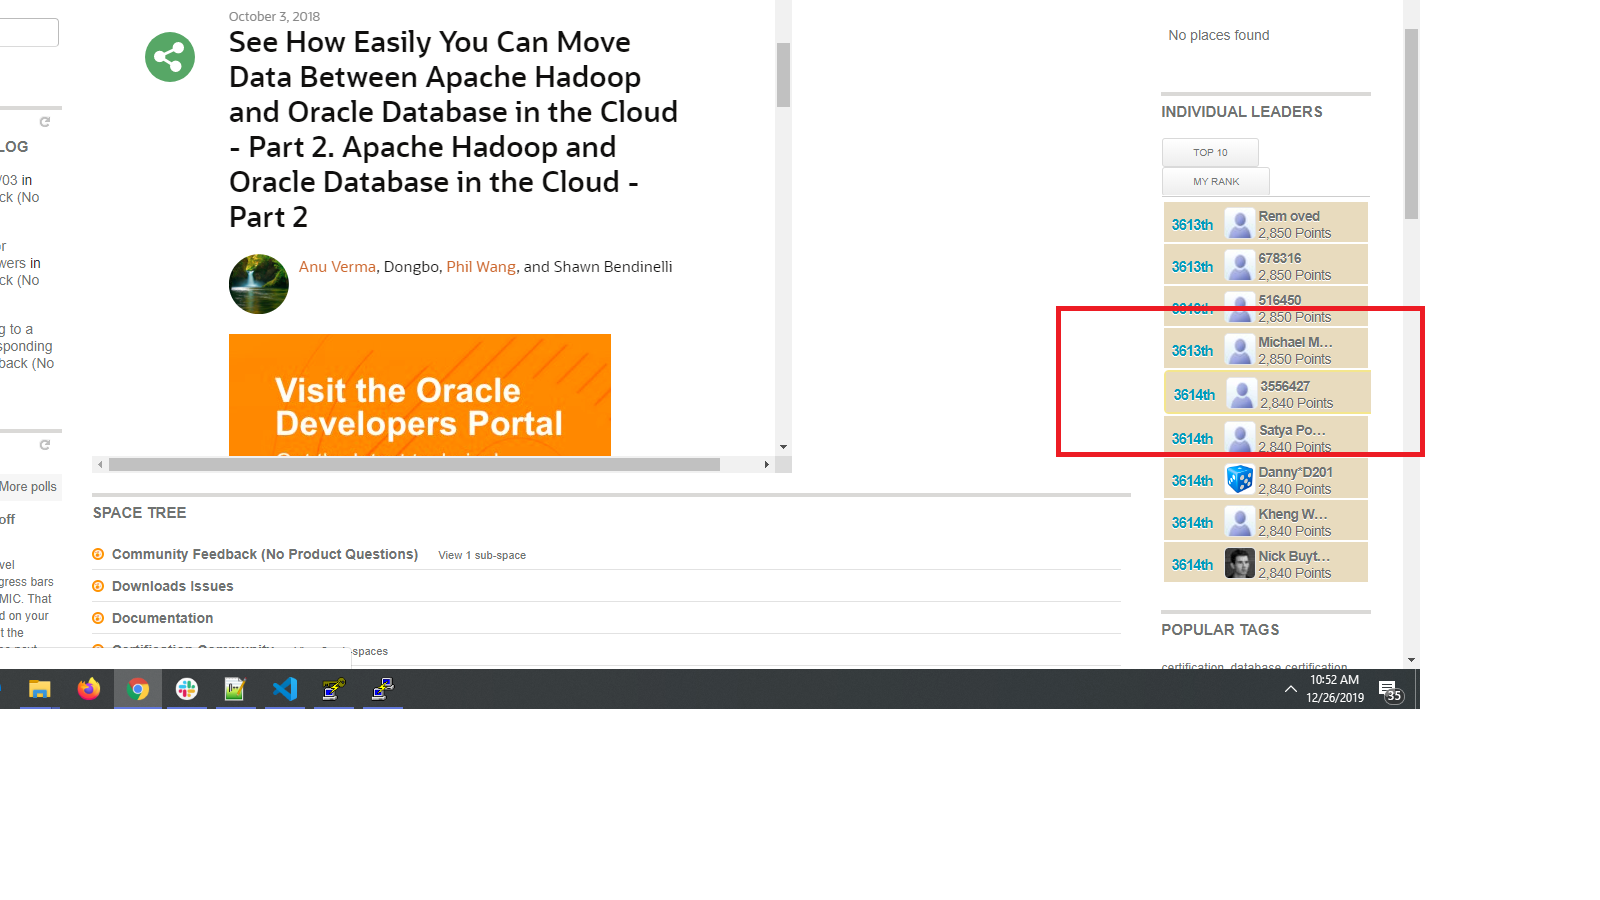 LOG
/03 in
ck (No
or
wers in
ck (No
g to a
sponding
back (No
More polls
off
vel
gress bars
MIC. That
d on your
t the
October 3, 2018
See How Easily You Can Move
Data Between Apache Hadoop
and Oracle Database in the Cloud
- Part 2. Apache Hadoop and
Oracle Database in the Cloud -
Part 2
Anu Verma, Dongbo, Phil Wang, and Shawn Bendinelli
Visit the Oracle
Developers Portal
SPACE TREE
Community Feedback (No Product Questions) View 1 sub-space
Downloads Issues
Documentation
Certification Community
-spaces
No places found
INDIVIDUAL LEADERS
TOP 10
MY RANK
3613th Rem oved
2,850 Points
3613th 678316
2,850 Points
3613th 516450
2,850 Points
3613th Michael M...
2,850 Points
3614th 3556427
2,840 Points
3614th Satya Po...
2,840 Points
3614th Danny*D201
2,840 Points
3614th Kheng W...
2,840 Points
3614th Nick Buyt...
2,840 Points
POPULAR TAGS
certification, database certification
10:52 AM
12/26/2019
35